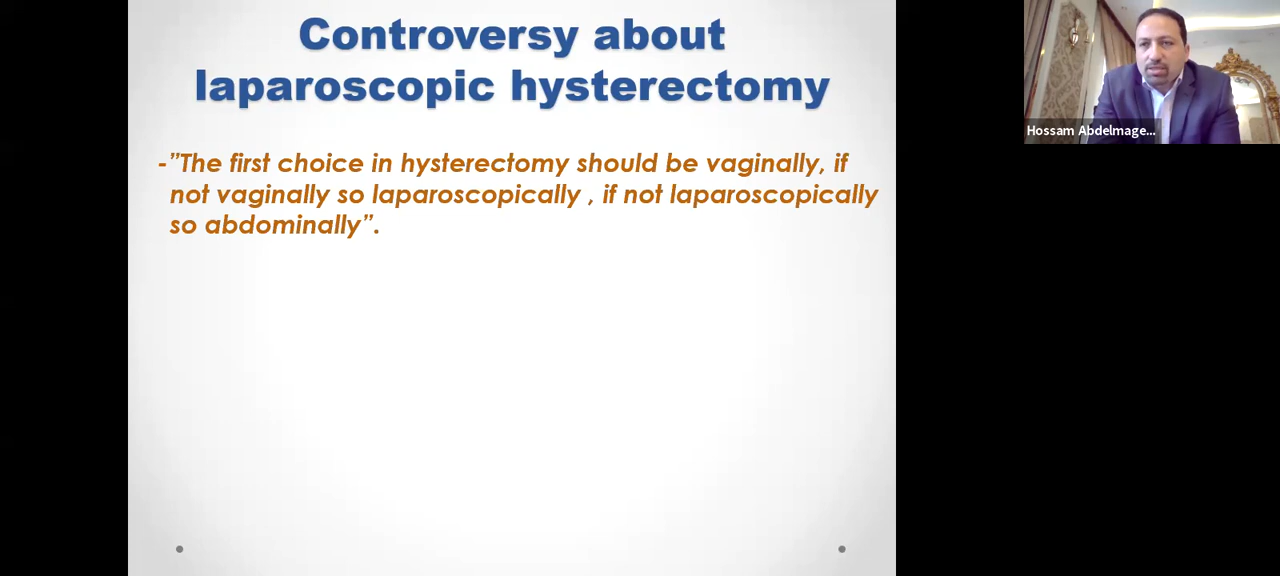 Controversy about
laparoscopic hysterectomy
-”The first choice in hysterectomy should be vaginally, if
not vaginally so laparoscopically , if not laparoscopically
so abdominally”.
Hossam Abdelmage...